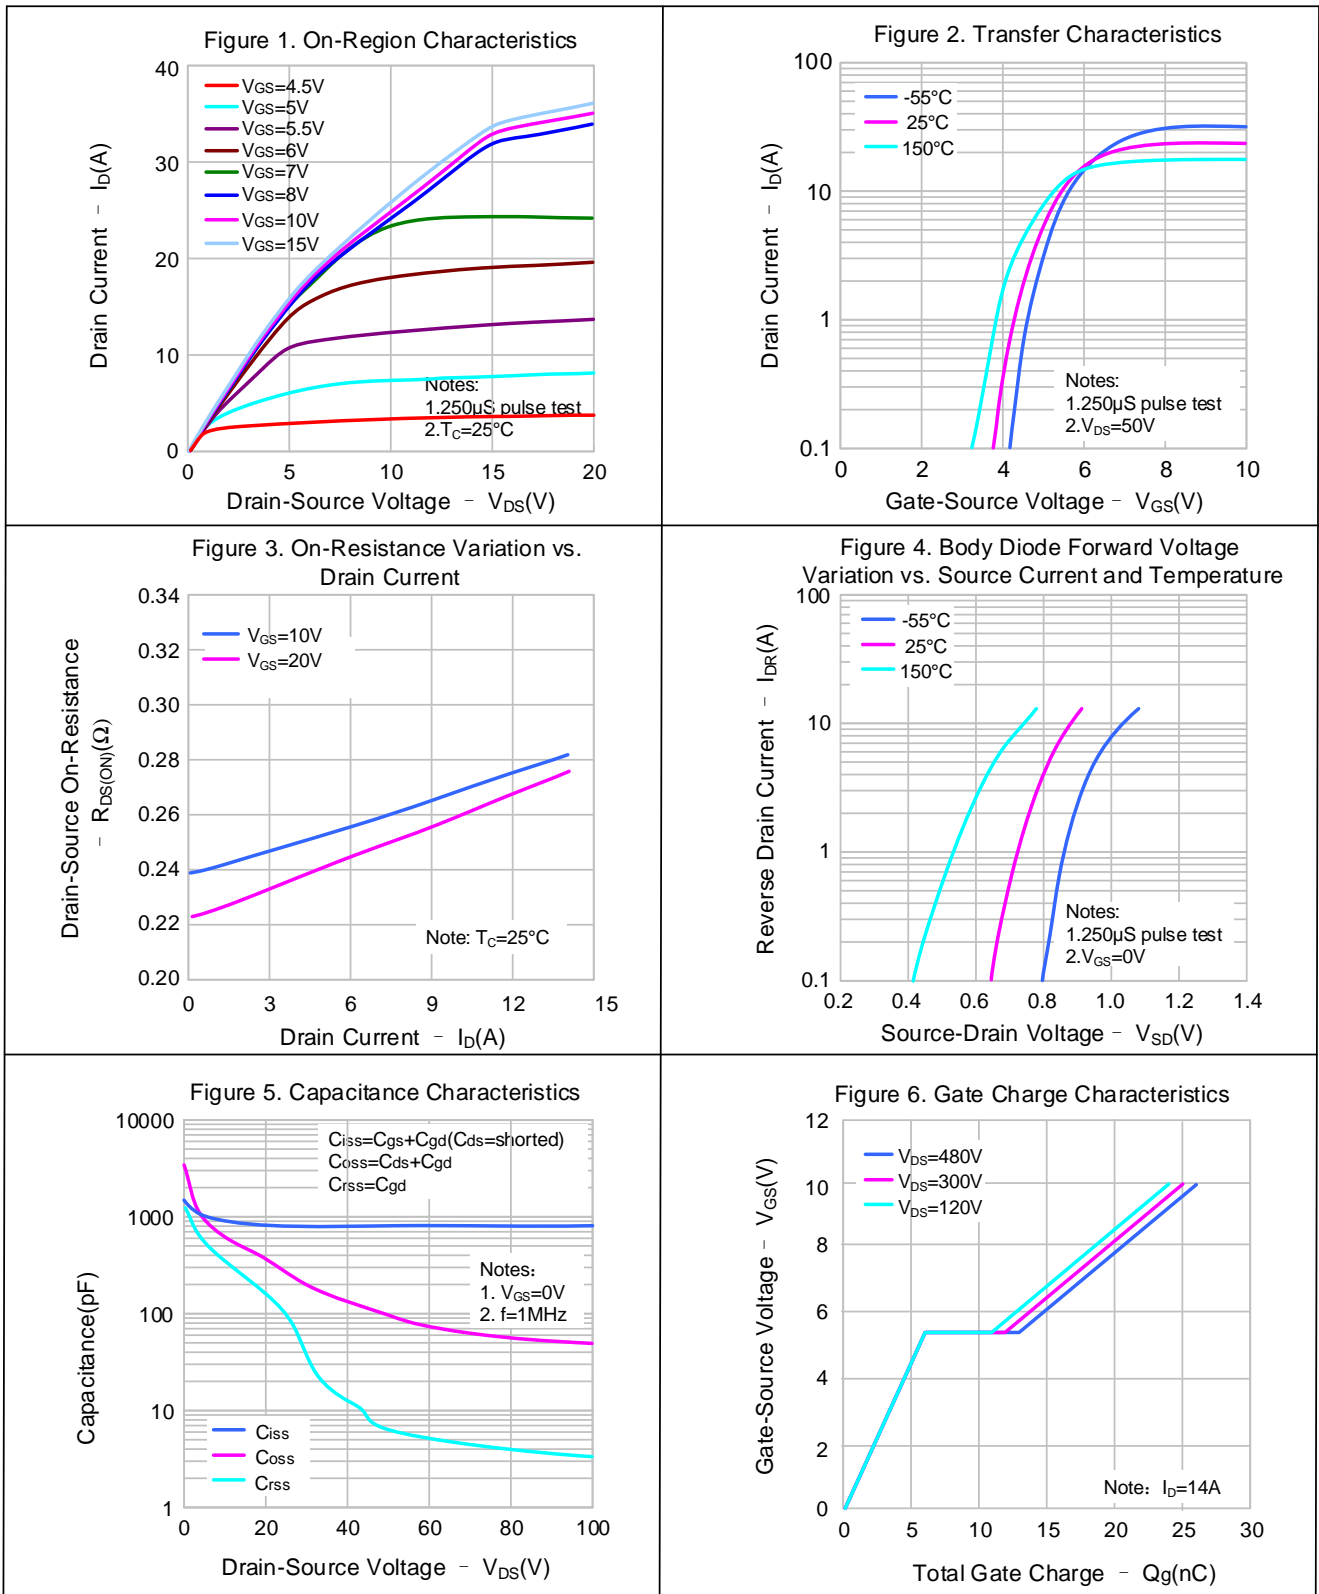 Figure 1. On-Region Characteristics
Drain Current － ID(A)
40
30
20
10
0
VGS=4.5V
VGS=5V
VGS=5.5V
VGS=6V
VGS=7V
VGS=8V
VGS=10V
VGS=15V
Notes:
1.250µS pulse test
2.TC=25°C
0 5 10 15 20
Drain-Source Voltage － VDS(V)
Figure 2. Transfer Characteristics
Drain Current － ID(A)
100
10
1
0.1
-55°C
25°C
150°C
Notes:
1.250µS pulse test
2.VDS=50V
0 2 4 6 8 10
Gate-Source Voltage － VGS(V)
Figure 3. On-Resistance Variation vs.
Drain Current
Drain-Source On-Resistance
－ RDS(ON)(Ω)
0.34
0.32
0.30
0.28
0.26
0.24
0.22
0.20
VGS=10V
VGS=20V
Note: TC=25°C
0 3 6 9 12 15
Drain Current － ID(A)
Figure 4. Body Diode Forward Voltage
Variation vs. Source Current and Temperature
Reverse Drain Current － IDR(A)
100
10
1
0.1
-55°C
25°C
150°C
Notes:
1.250µS pulse test
2.VGS=0V
0.2 0.4 0.6 0.8 1.0 1.2 1.4
Source-Drain Voltage － VSD(V)
Figure 5. Capacitance Characteristics
Capacitance(pF)
10000
1000
100
10
1
Ciss=Cgs+Cgd(Cds=shorted)
Coss=Cds+Cgd
Crss=Cgd
Notes：
1. VGS=0V
2. f=1MHz
Ciss
Coss
Crss
0 20 40 60 80 100
Drain-Source Voltage － VDS(V)
Figure 6. Gate Charge Characteristics
Gate-Source Voltage － VGS(V)
12
10
8
6
4
2
0
VDS=480V
VDS=300V
VDS=120V
Note：ID=14A
0 5 10 15 20 25 30
Total Gate Charge － Qg(nC)